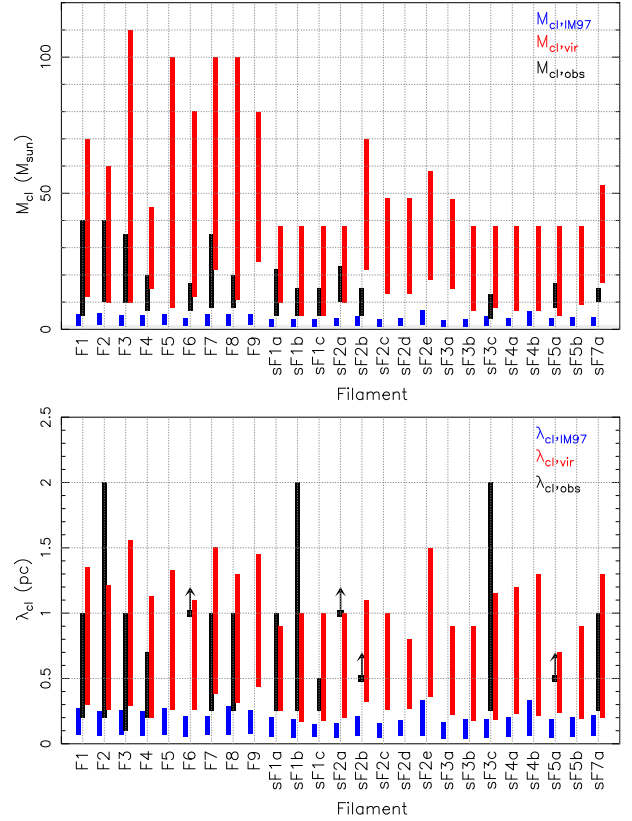 M_cl,IM97
M_cl,vir
M_cl,obs
100
50
0
M_cl (M_sun)
F1 F2 F3 F4 F5 F6 F7 F8 F9 sF1a sF1b sF1c sF2a sF2b sF2c sF2d sF2e sF3a sF3b sF3c sF4a sF4b sF5a sF5b sF7a
Filament
λ_cl,IM97
λ_cl,vir
λ_cl,obs
2.5
2
1.5
1
0.5
0
λ_cl (pc)
F1 F2 F3 F4 F5 F6 F7 F8 F9 sF1a sF1b sF1c sF2a sF2b sF2c sF2d sF2e sF3a sF3b sF3c sF4a sF4b sF5a sF5b sF7a
Filament